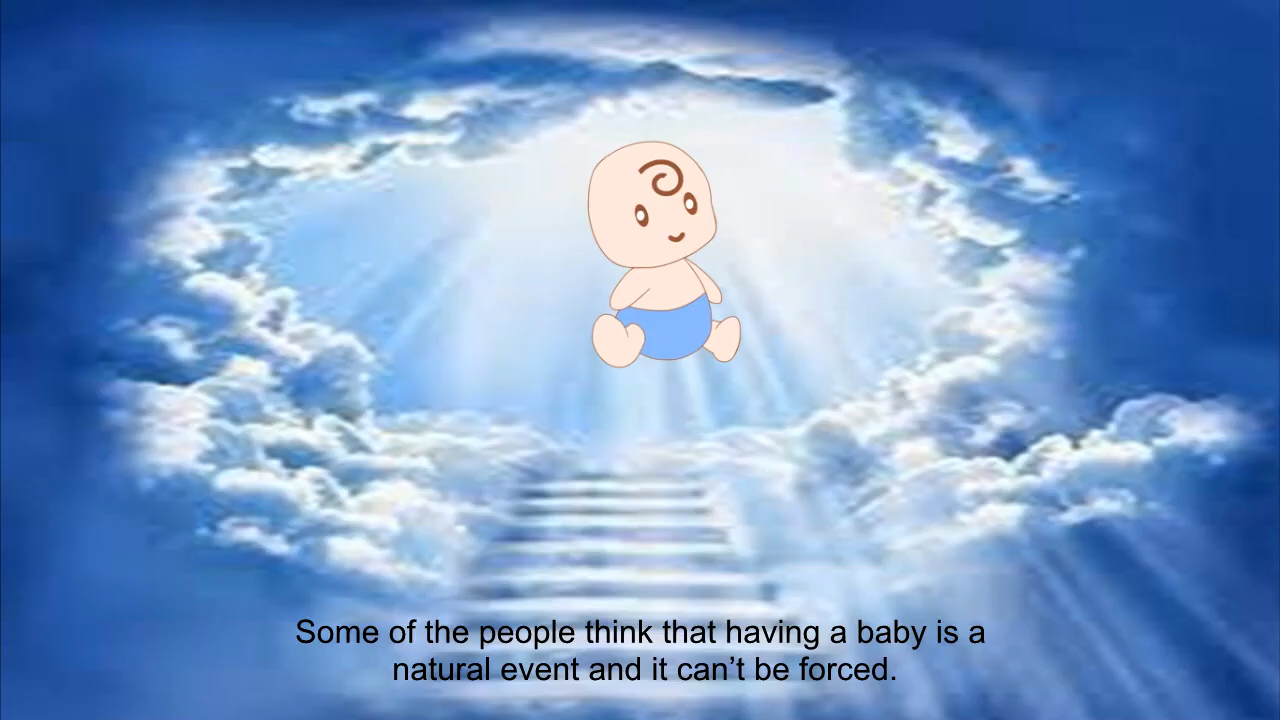 Some of the people think that having a baby is a
natural event and it can’t be forced.